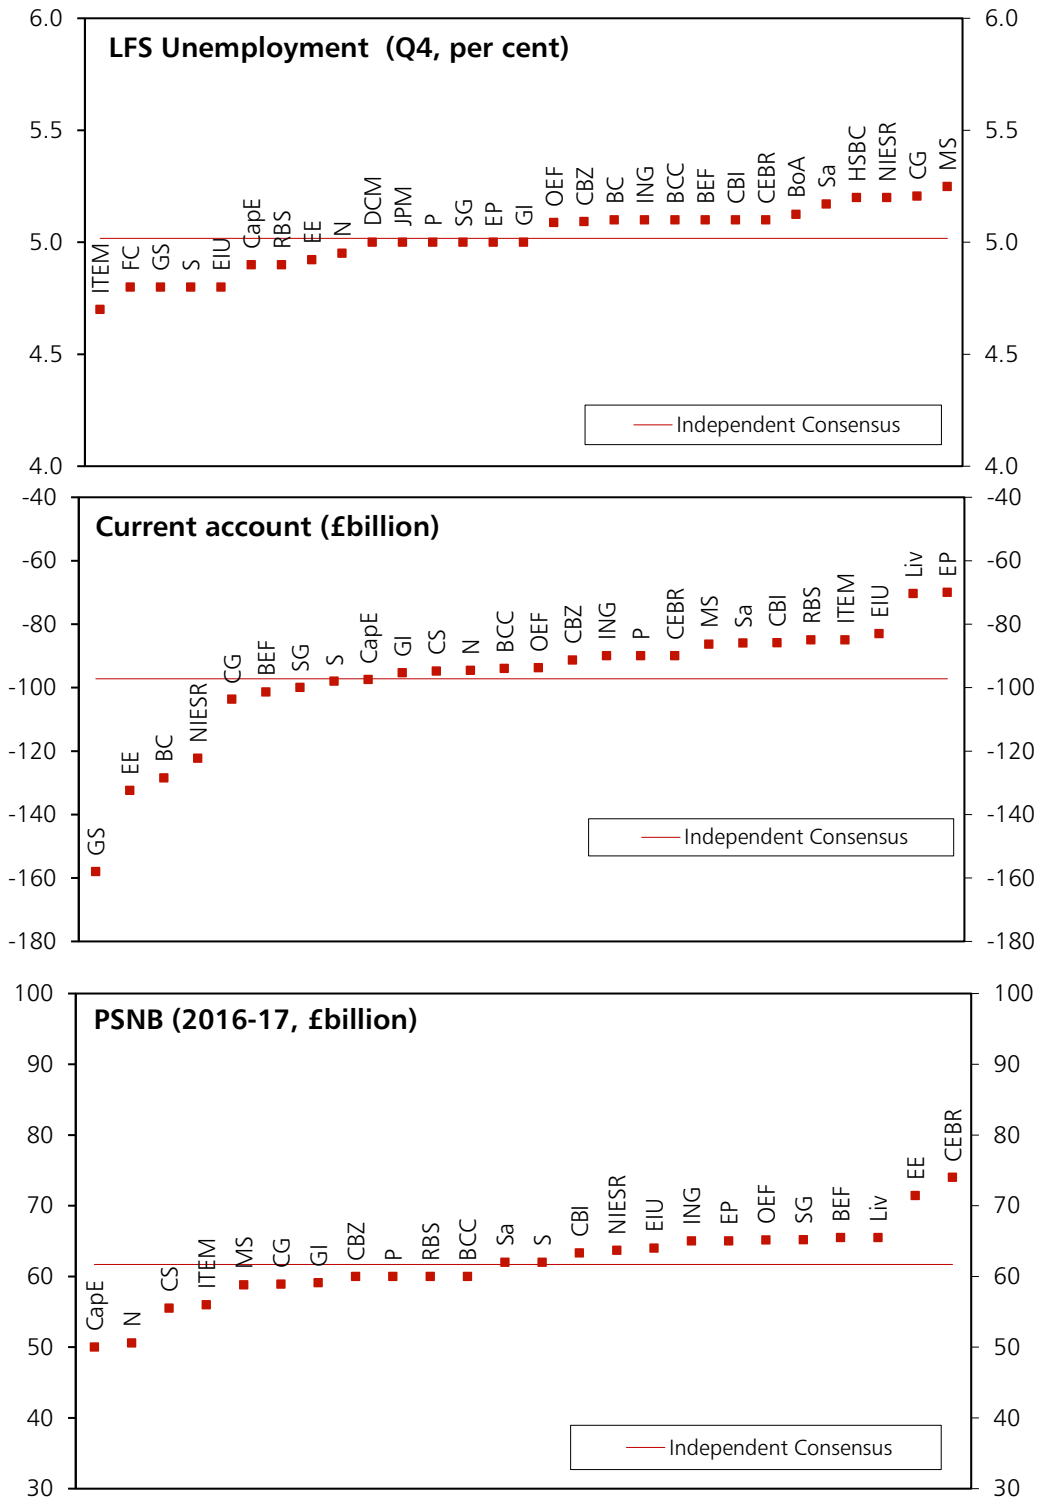 LFS Unemployment (Q4, per cent)
6.0 6.0
5.5 5.5
5.0 5.0
4.5 4.5
4.0 4.0
ITEM FC GS S EIU CapE RBS EE N DCM JPM P SG EP GI OEF CBZ BC ING BCC BEF CBI CEBR BoA Sa HSBC NIESR CG MS
Independent Consensus
Current account (£billion)
-40 -40
-60 -60
-80 -80
-100 -100
-120 -120
-140 -140
-160 -160
-180 -180
GS EE BC NIESR CG BEF SG S CapE GI CS N BCC OEF CBZ ING P CEBR MS Sa CBI RBS ITEM EIU Liv EP
Independent Consensus
PSNB (2016-17, £billion)
100 100
90 90
80 80
70 70
60 60
50 50
40 40
30 30
CapE N CS ITEM MS CG GI CBZ P RBS BCC Sa S CBI NIESR EIU ING EP OEF SG BEF Liv EE CEBR
Independent Consensus